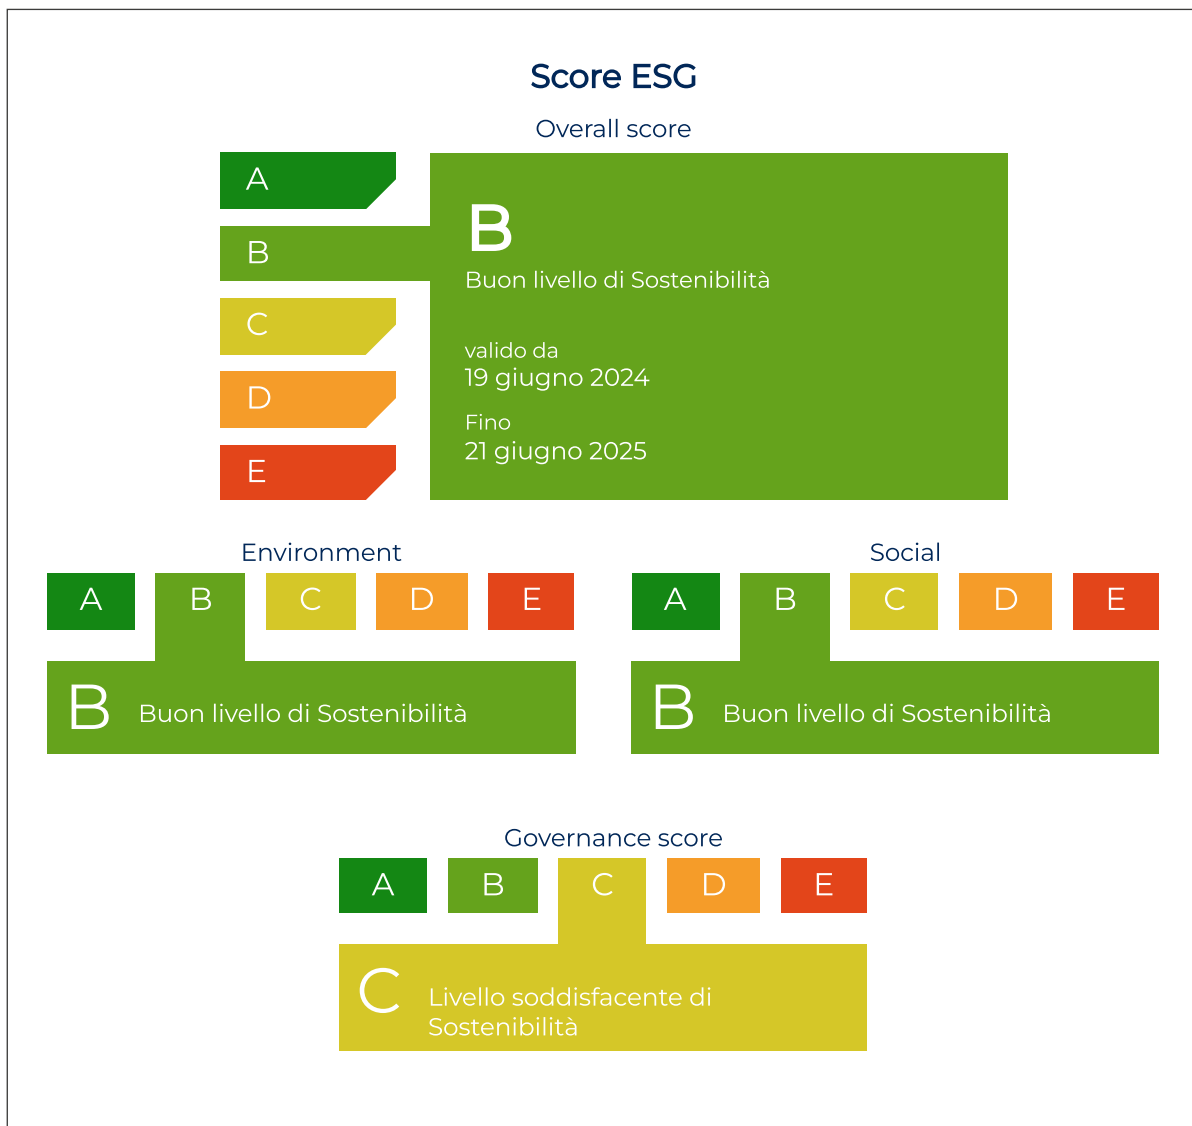 Score ESG
Overall score
A
B
C
D
E
B
Buon livello di Sostenibilità
valido da
19 giugno 2024
Fino
21 giugno 2025
Environment
A B C D E
B Buon livello di Sostenibilità
Social
A B C D E
B Buon livello di Sostenibilità
Governance score
A B C D E
C Livello soddisfacente di
Sostenibilità